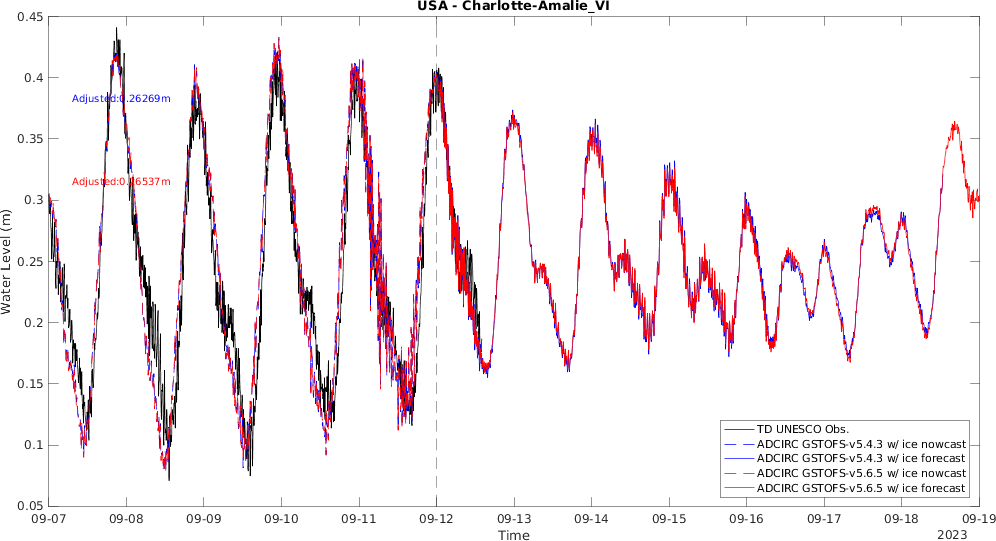 USA - Charlotte-Amalie_VI
0.45
0.4
0.35
0.3
0.25
0.2
0.15
0.1
0.05
Water Level (m)
Adjusted:0.26269m
Adjusted:0.26537m
TD UNESCO Obs.
ADCIRC GSTOFS-v5.4.3 w/ ice nowcast
ADCIRC GSTOFS-v5.4.3 w/ ice forecast
ADCIRC GSTOFS-v5.6.5 w/ ice nowcast
ADCIRC GSTOFS-v5.6.5 w/ ice forecast
09-07 09-08 09-09 09-10 09-11 09-12 09-13 09-14 09-15 09-16 09-17 09-18 09-19
Time
2023